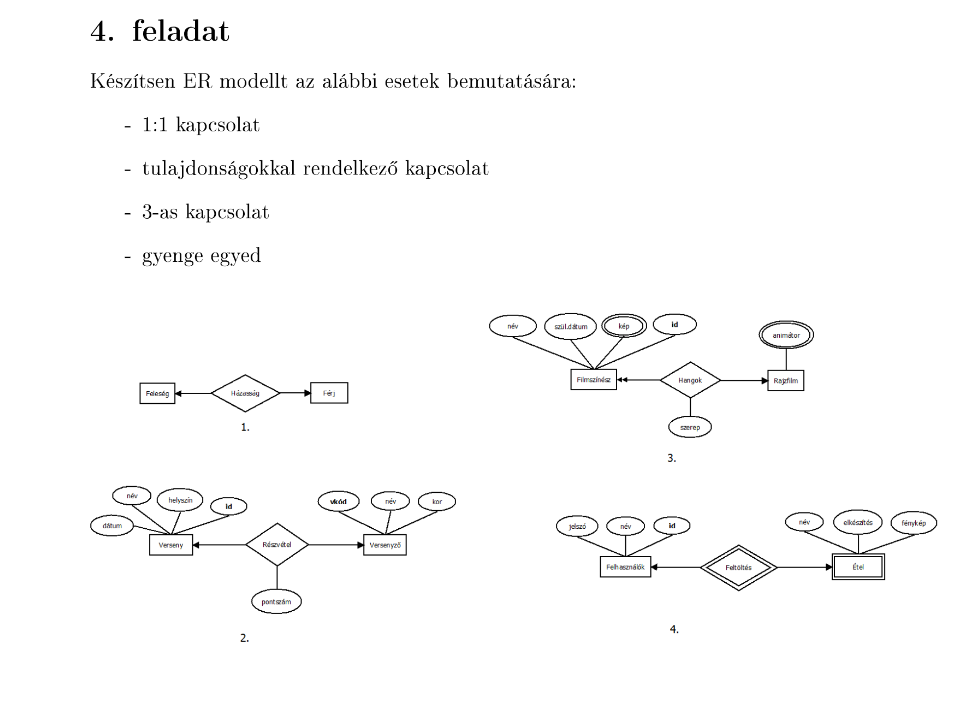 4. feladat
Készítsen ER modellt az alábbi esetek bemutatására:
- 1:1 kapcsolat
- tulajdonságokkal rendelkező kapcsolat
- 3-as kapcsolat
- gyenge egyed
Feleség Házasság Férj
1.
név szül.dátum kép id
animátor
Filmszínész Hangok Rajzfilm
szerep
3.
név helyszín id
dátum
vkód név kor
Verseny Részvétel Versenyző
pontszám
2.
jelszó név id
név elkészítés fénykép
Felhasználók Feltöltés Étel
4.